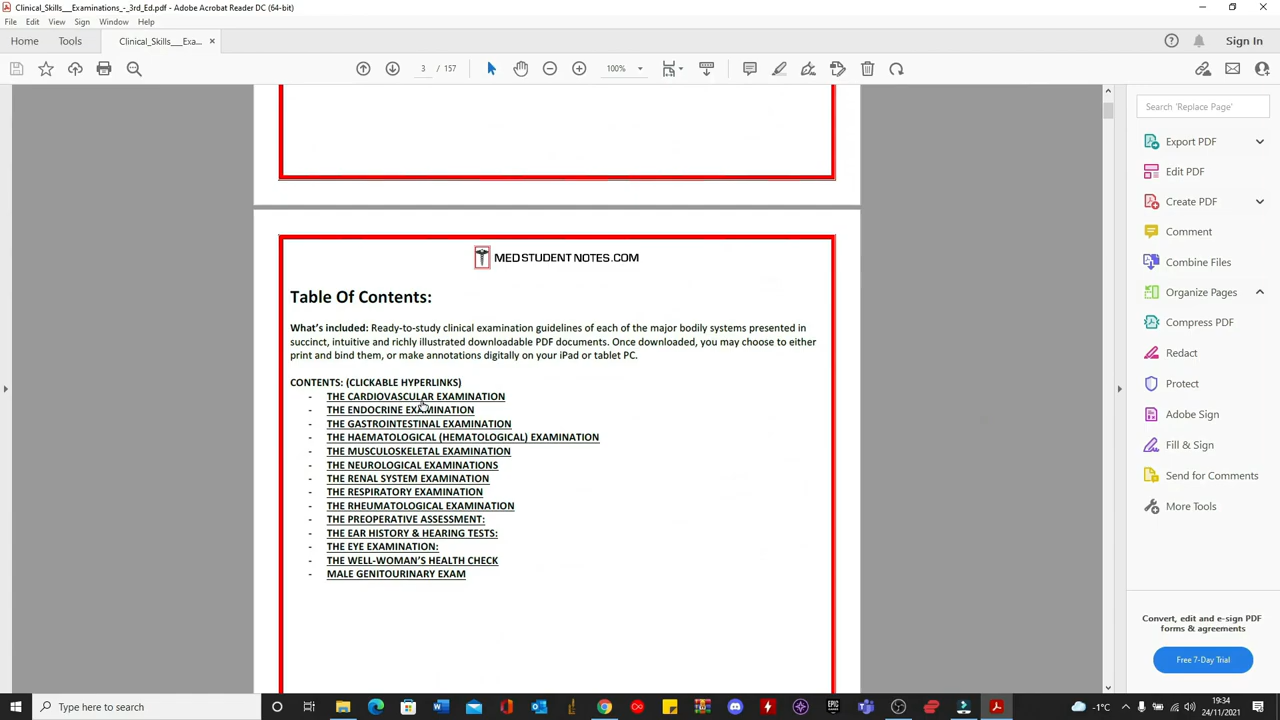 Clinical_Skills___Examinations_-_3rd_Ed.pdf - Adobe Acrobat Reader DC (64-bit)
File Edit View Sign Window Help
Home Tools Clinical_Skills___Exa... × Sign In
3 / 157 100%
MEDSTUDENTNOTES.COM
Table Of Contents:
What's included: Ready-to-study clinical examination guidelines of each of the major bodily systems presented in
succinct, intuitive and richly illustrated downloadable PDF documents. Once downloaded, you may choose to either
print and bind them, or make annotations digitally on your iPad or tablet PC.
CONTENTS: (CLICKABLE HYPERLINKS)
- THE CARDIOVASCULAR EXAMINATION
- THE ENDOCRINE EXAMINATION
- THE GASTROINTESTINAL EXAMINATION
- THE HAEMATOLOGICAL (HEMATOLOGICAL) EXAMINATION
- THE MUSCULOSKELETAL EXAMINATION
- THE NEUROLOGICAL EXAMINATIONS
- THE RENAL SYSTEM EXAMINATION
- THE RESPIRATORY EXAMINATION
- THE RHEUMATOLOGICAL EXAMINATION
- THE PREOPERATIVE ASSESSMENT:
- THE EAR HISTORY & HEARING TESTS:
- THE EYE EXAMINATION:
- THE WELL-WOMAN'S HEALTH CHECK
- MALE GENITOURINARY EXAM
Search 'Replace Page'
Export PDF
Edit PDF
Create PDF
Comment
Combine Files
Organize Pages
Compress PDF
Redact
Protect
Adobe Sign
Fill & Sign
Send for Comments
More Tools
Convert, edit and e-sign PDF
forms & agreements
Free 7-Day Trial
Type here to search
-1°C
19:34
24/11/2021